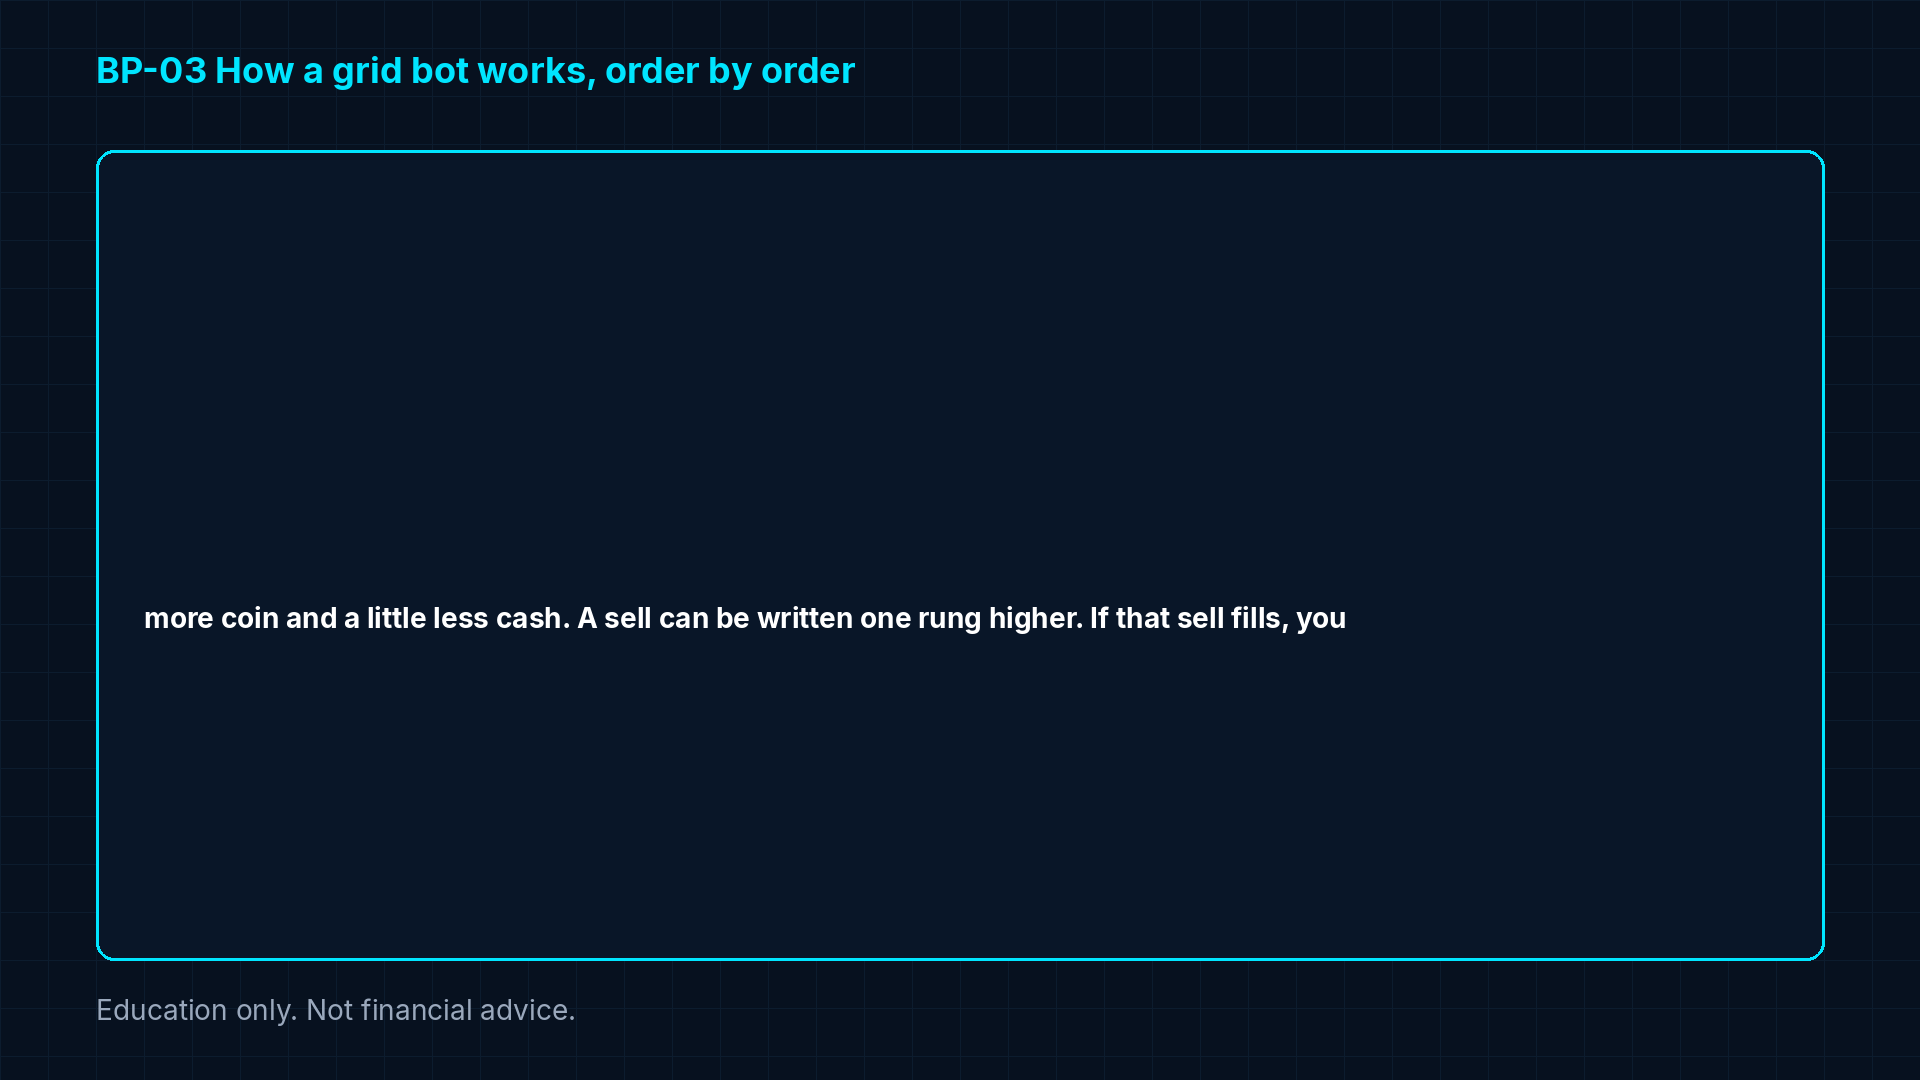 BP-03 How a grid bot works, order by order
more coin and a little less cash. A sell can be written one rung higher. If that sell fills, you
Education only. Not financial advice.